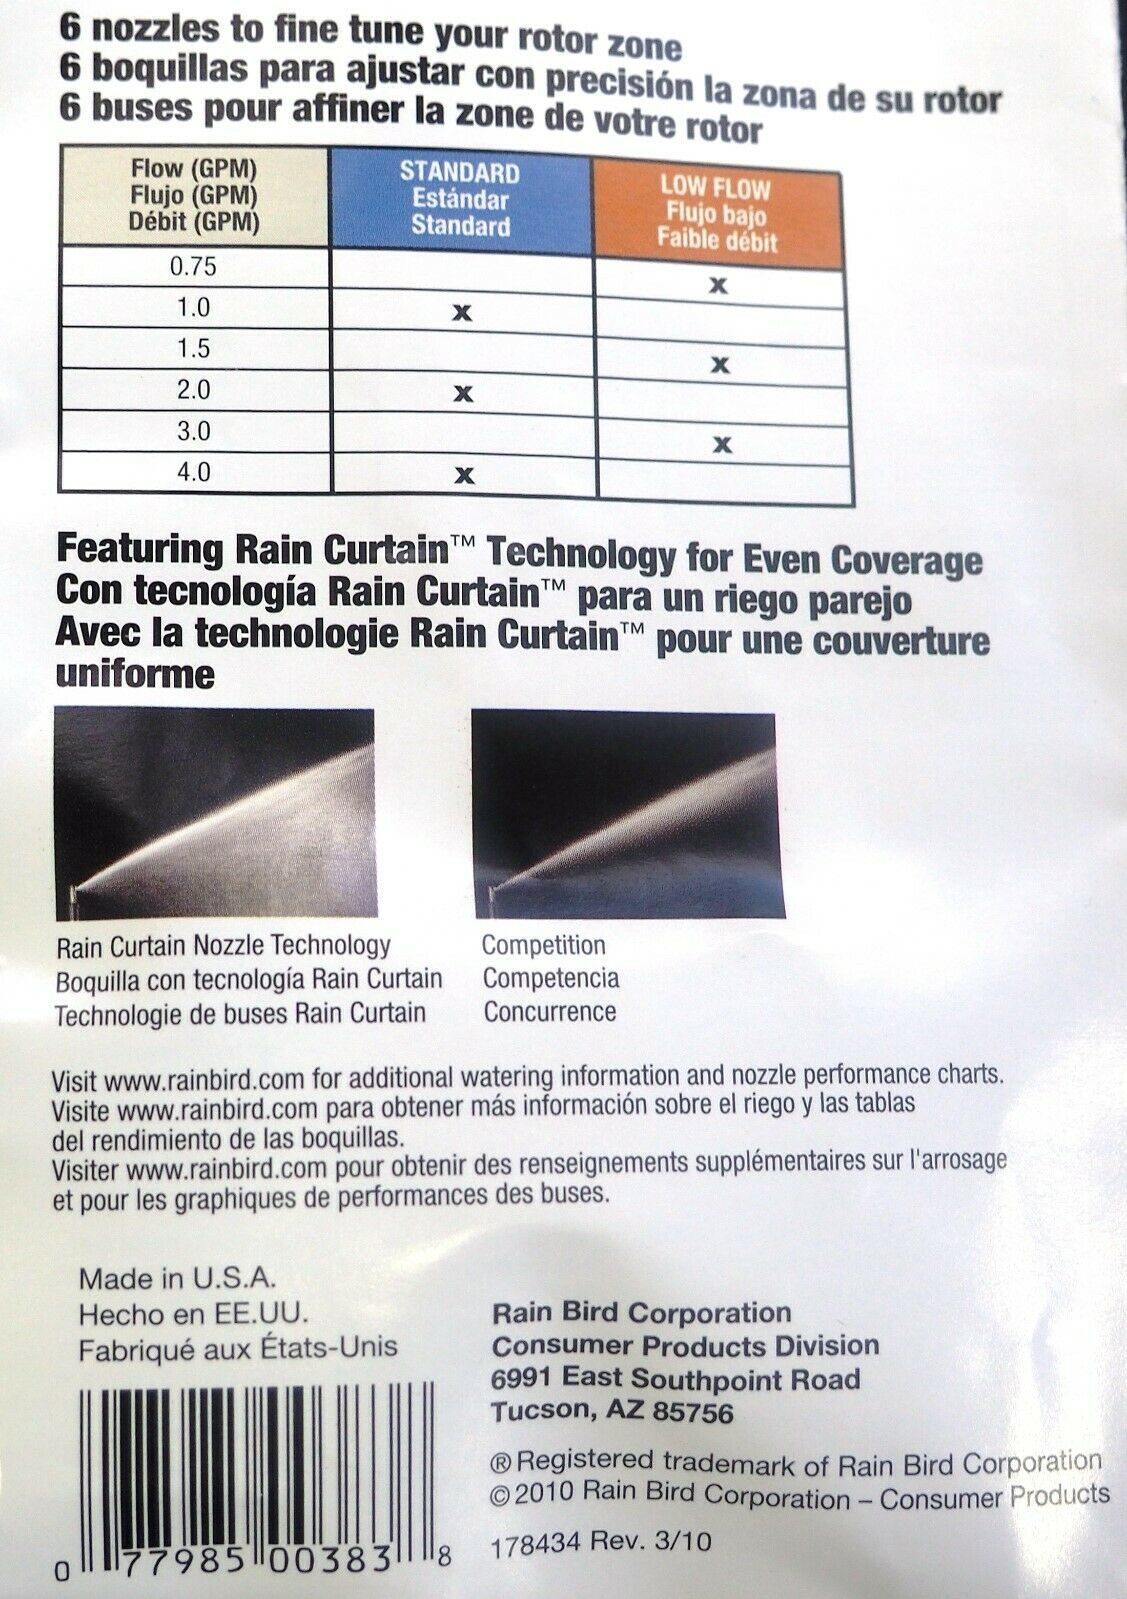 6 nozzles to fine tune your rotor zone
6 boquillas para ajustar con precisión la zona de su rotor
6 buses pour affiner la zone de votre rotor
Flow (GPM) STANDARD LOW FLOW
Flujo (GPM) Estándar Flujo bajo
Débit (GPM) Standard Faible débit
0.75 X
1.0 X
1.5 X
2.0 X
3.0 X
4.0 X
Featuring Rain Curtain™ Technology for Even Coverage
Con tecnología Rain Curtain™ para un riego parejo
Avec la technologie Rain Curtain™ pour une couverture
uniforme
Rain Curtain Nozzle Technology
Boquilla con tecnología Rain Curtain
Technologie de buses Rain Curtain
Competition
Competencia
Concurrence
Visit www.rainbird.com for additional watering information and nozzle performance charts.
Visite www.rainbird.com para obtener más información sobre el riego y las tablas
del rendimiento de las boquillas.
Visiter www.rainbird.com pour obtenir des renseignements supplémentaires sur l'arrosage
et pour les graphiques de performances des buses.
Made in U.S.A.
Hecho en EE.UU.
Fabriqué aux États-Unis
0 77985 00383 8
Rain Bird Corporation
Consumer Products Division
6991 East Southpoint Road
Tucson, AZ 85756
® Registered trademark of Rain Bird Corporation
© 2010 Rain Bird Corporation – Consumer Products
178434 Rev. 3/10